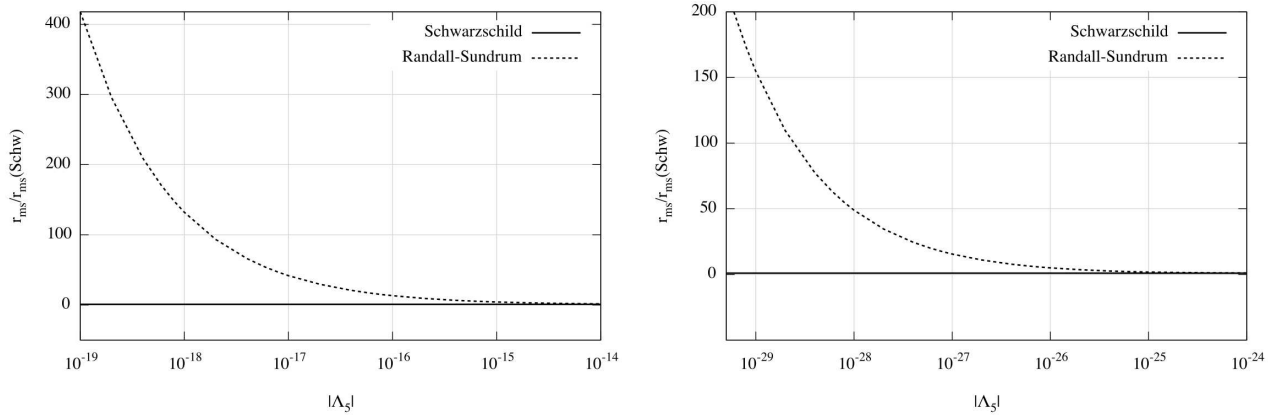 400
300
200
100
0
r_ms/r_ms(Schw)
Schwarzschild
Randall-Sundrum
10^-19 10^-18 10^-17 10^-16 10^-15 10^-14
|Λ_5|
200
150
100
50
0
r_ms/r_ms(Schw)
Schwarzschild
Randall-Sundrum
10^-29 10^-28 10^-27 10^-26 10^-25 10^-24
|Λ_5|